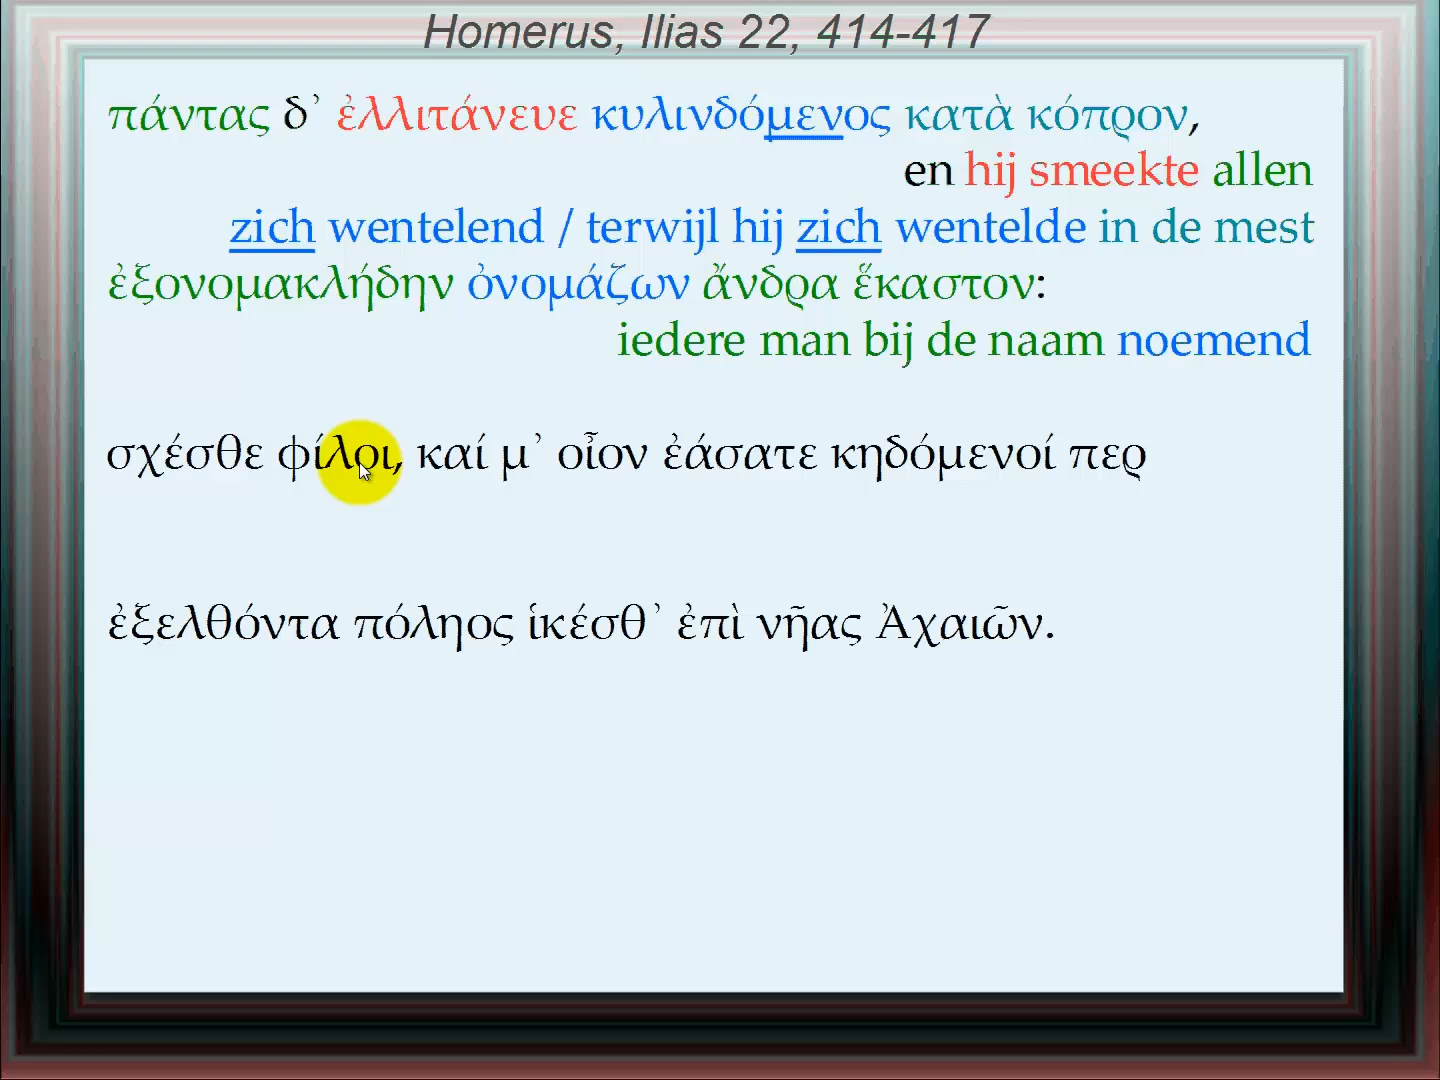 Homerus, Ilias 22, 414-417
πάντας δ᾽ ἐλλιτάνευε κυλινδόμενος κατὰ κόπρον,
en hij smeekte allen
zich wentelend / terwijl hij zich wentelde in de mest
ἐξονομακλήδην ὀνομάζων ἄνδρα ἕκαστον:
iedere man bij de naam noemend
σχέσθε φίλοι, καί μ᾽ οἶον ἐάσατε κηδόμενοί περ
ἐξελθόντα πόληος ἱκέσθ᾽ ἐπὶ νῆας Ἀχαιῶν.